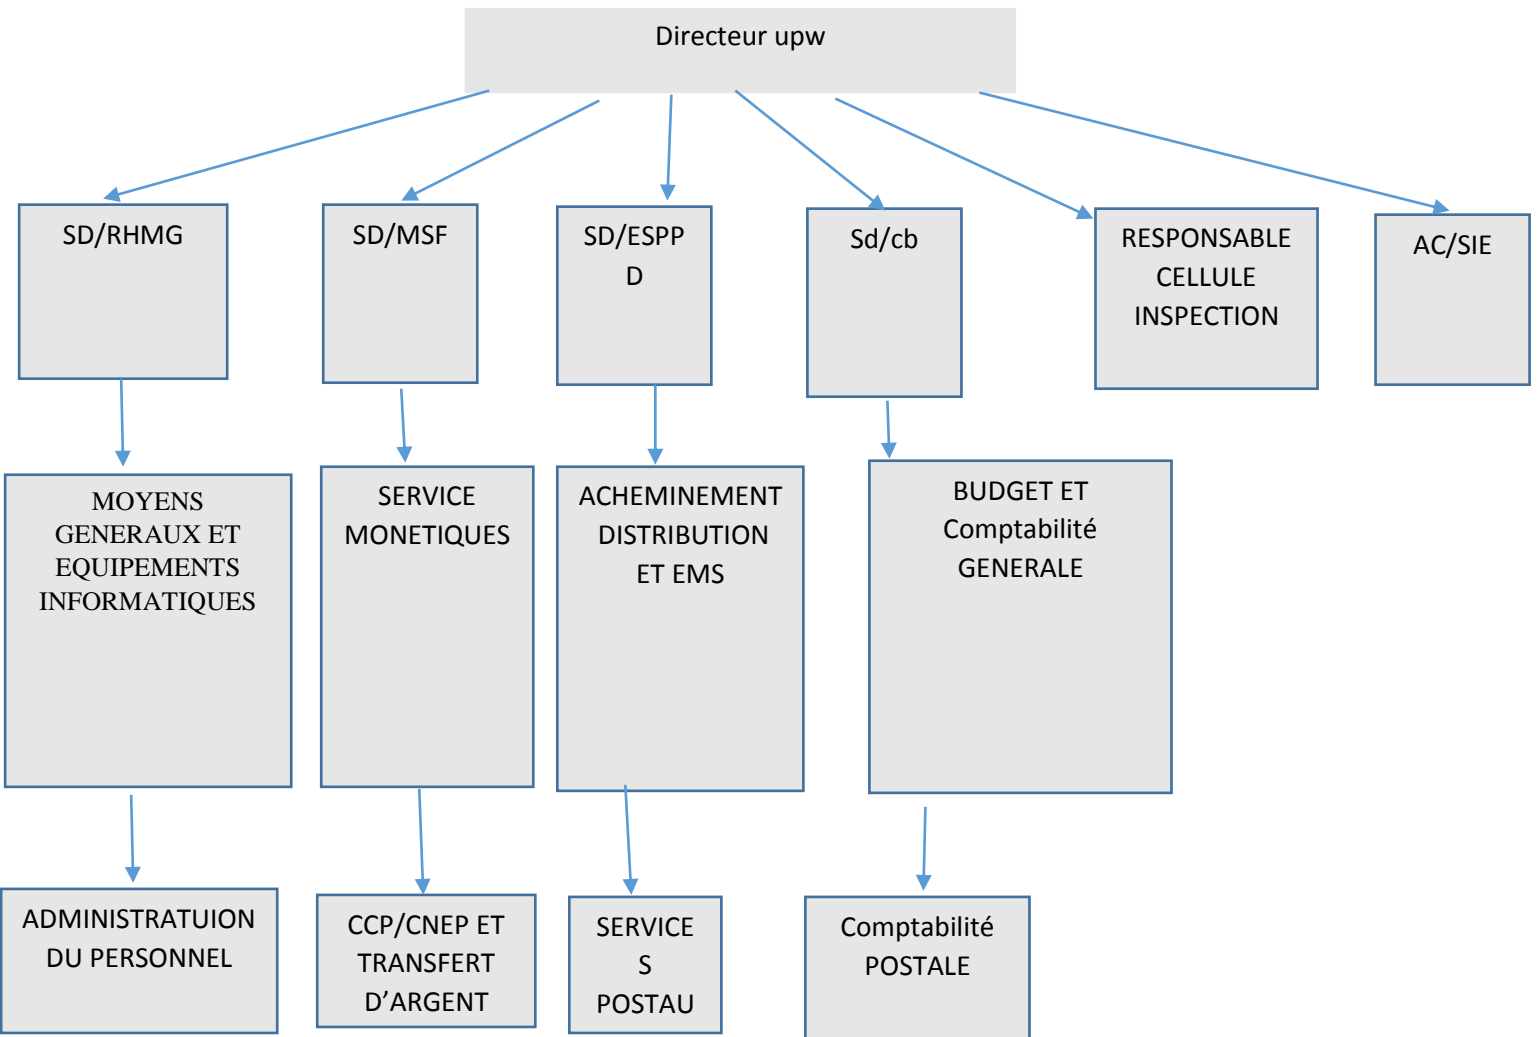 Directeur upw
SD/RHMG
SD/MSF
SD/ESPP
D
Sd/cb
RESPONSABLE
CELLULE
INSPECTION
AC/SIE
MOYENS
GENERAUX ET
EQUIPEMENTS
INFORMATIQUES
SERVICE
MONETIQUES
ACHEMINEMENT
DISTRIBUTION
ET EMS
BUDGET ET
Comptabilité
GENERALE
ADMINISTRATUION
DU PERSONNEL
CCP/CNEP ET
TRANSFERT
D’ARGENT
SERVICE
S
POSTAU
Comptabilité
POSTALE